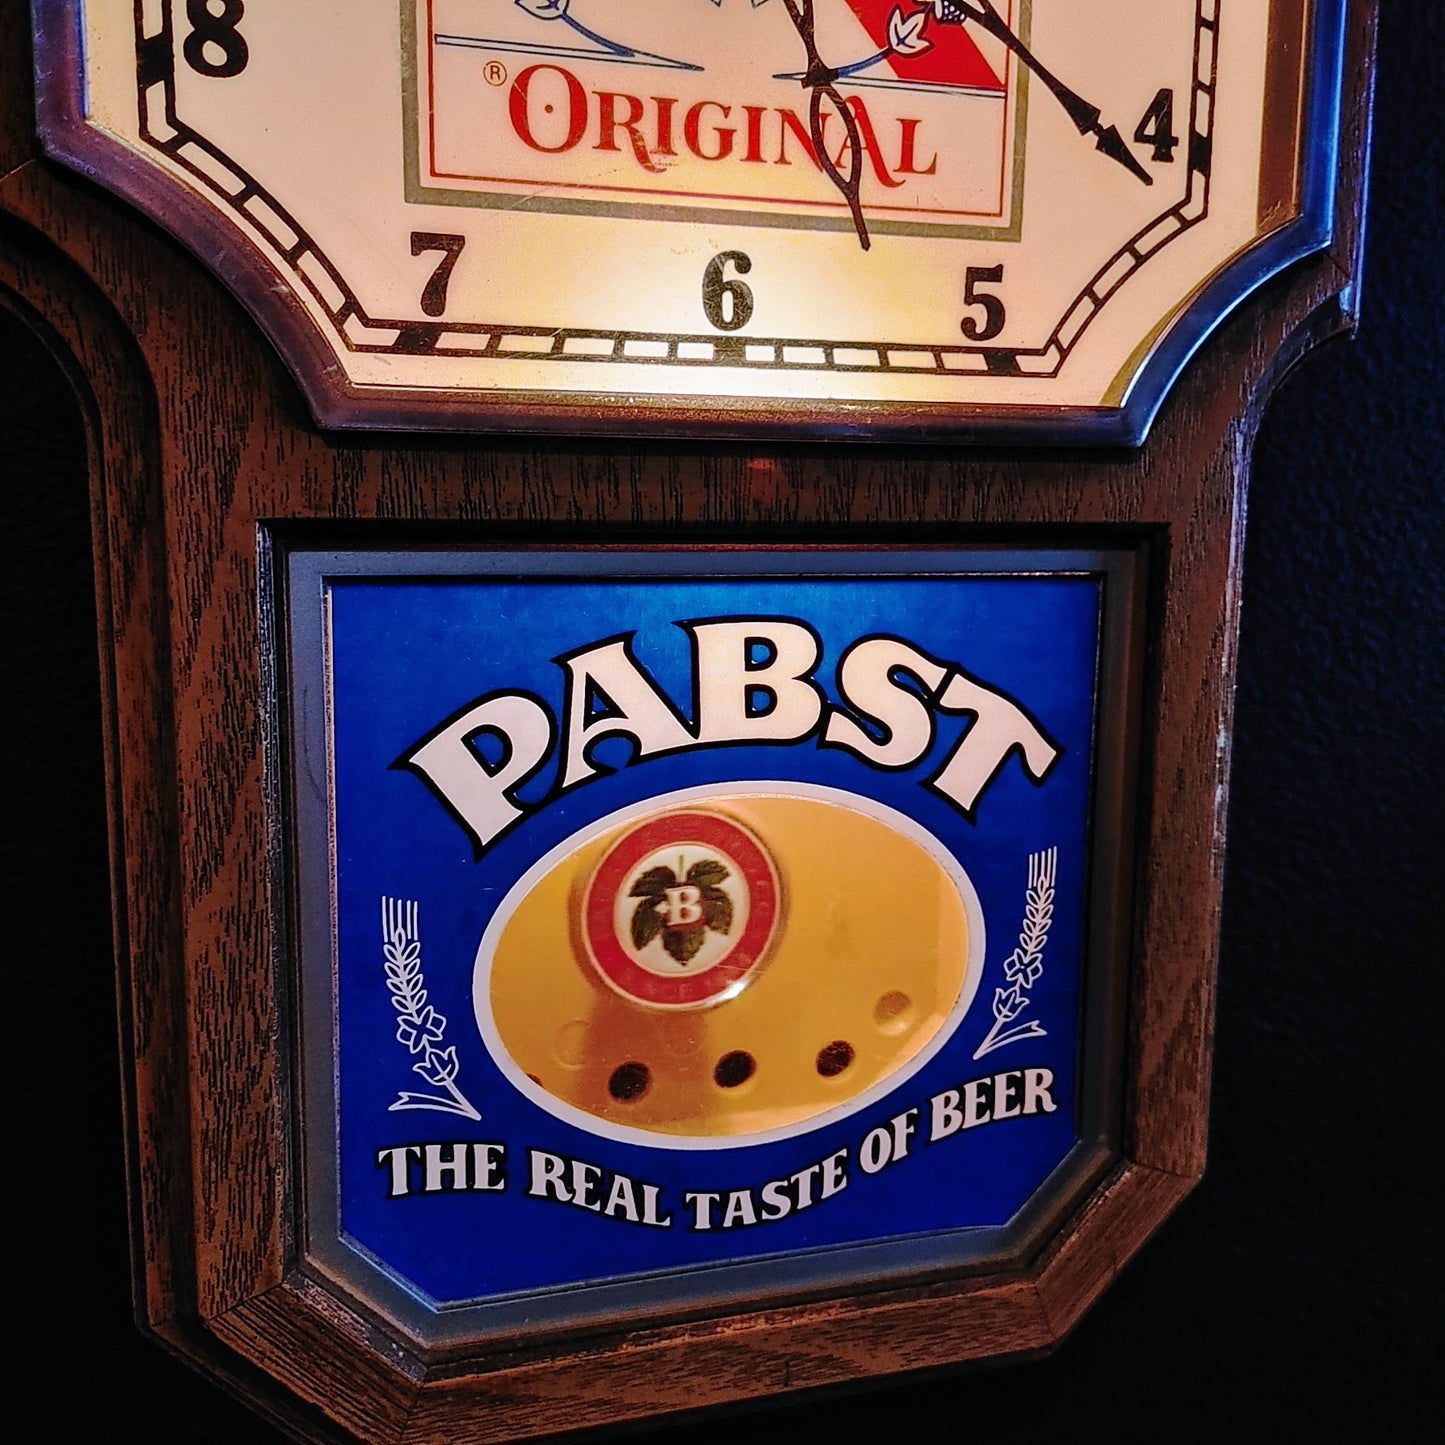 8
® ORIGINAL
4
7 6 5
PABST
B
THE REAL TASTE OF BEER